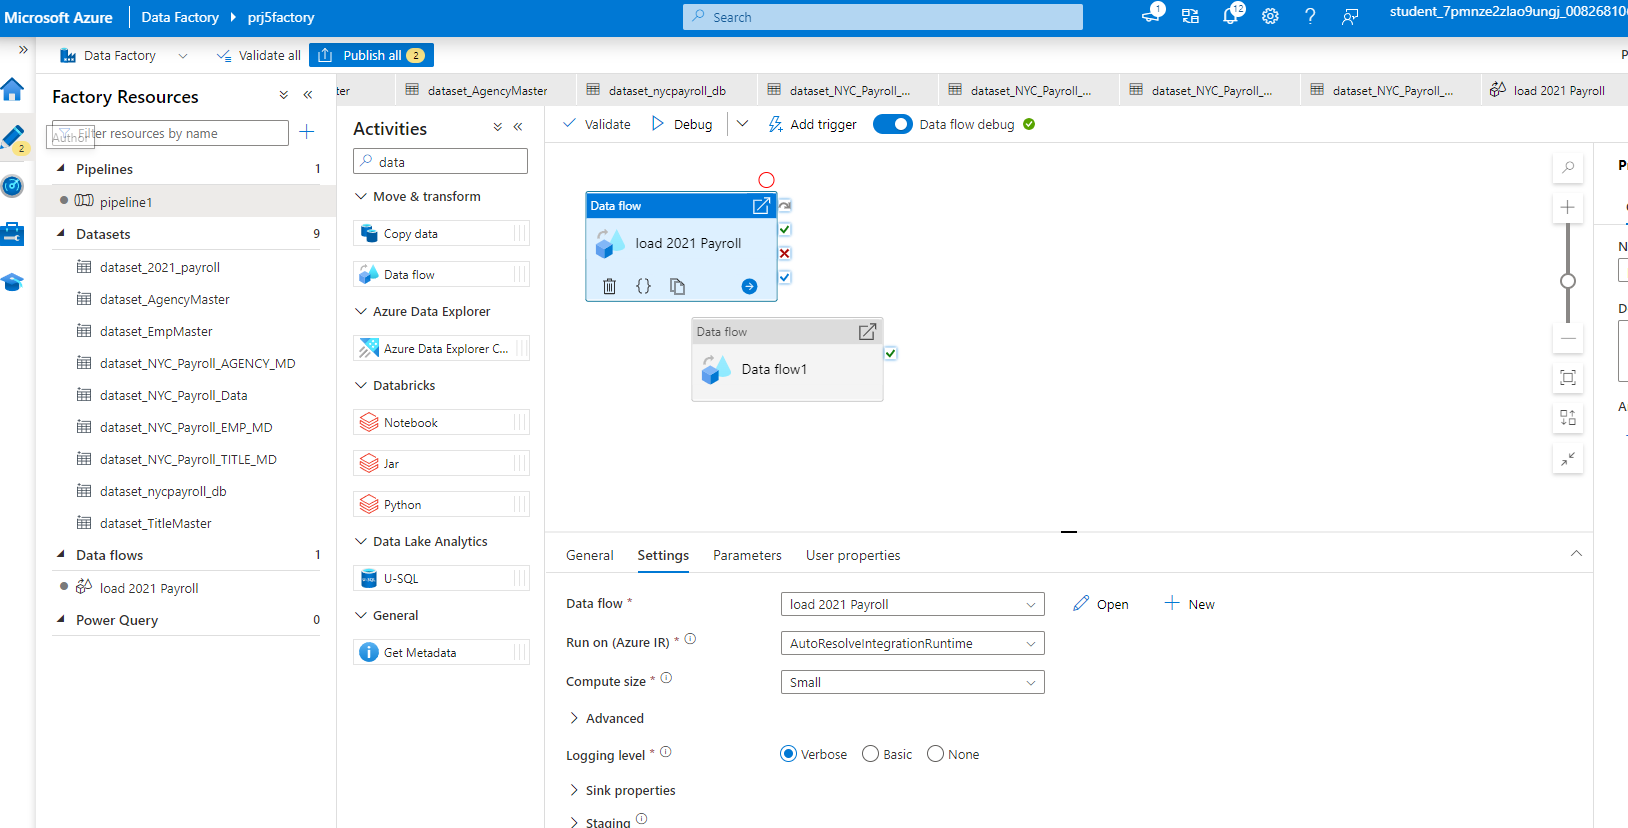 Microsoft Azure
Data Factory
prj5factory
Search
1
12
student_7pmnze2zlao9ungj_0082681
Data Factory
Validate all
Publish all
2
Factory Resources
Filter resources by name
Author
2
Pipelines
1
pipeline1
Datasets
9
dataset_2021_payroll
dataset_AgencyMaster
dataset_EmpMaster
dataset_NYC_Payroll_AGENCY_MD
dataset_NYC_Payroll_Data
dataset_NYC_Payroll_EMP_MD
dataset_NYC_Payroll_TITLE_MD
dataset_nycpayroll_db
dataset_TitleMaster
Data flows
1
load 2021 Payroll
Power Query
0
ter
dataset_AgencyMaster
dataset_nycpayroll_db
dataset_NYC_Payroll_...
dataset_NYC_Payroll_...
dataset_NYC_Payroll_...
dataset_NYC_Payroll_...
load 2021 Payroll
Activities
data
Move & transform
Copy data
Data flow
Azure Data Explorer
Azure Data Explorer C...
Databricks
Notebook
Jar
Python
Data Lake Analytics
U-SQL
U-SQL
General
Get Metadata
Validate
Debug
Add trigger
Data flow debug
Data flow
load 2021 Payroll
Data flow
Data flow1
General
Settings
Parameters
User properties
Data flow *
load 2021 Payroll
Open
New
Run on (Azure IR) *
AutoResolveIntegrationRuntime
Compute size *
Small
Advanced
Logging level *
Verbose
Basic
None
Sink properties
Staging